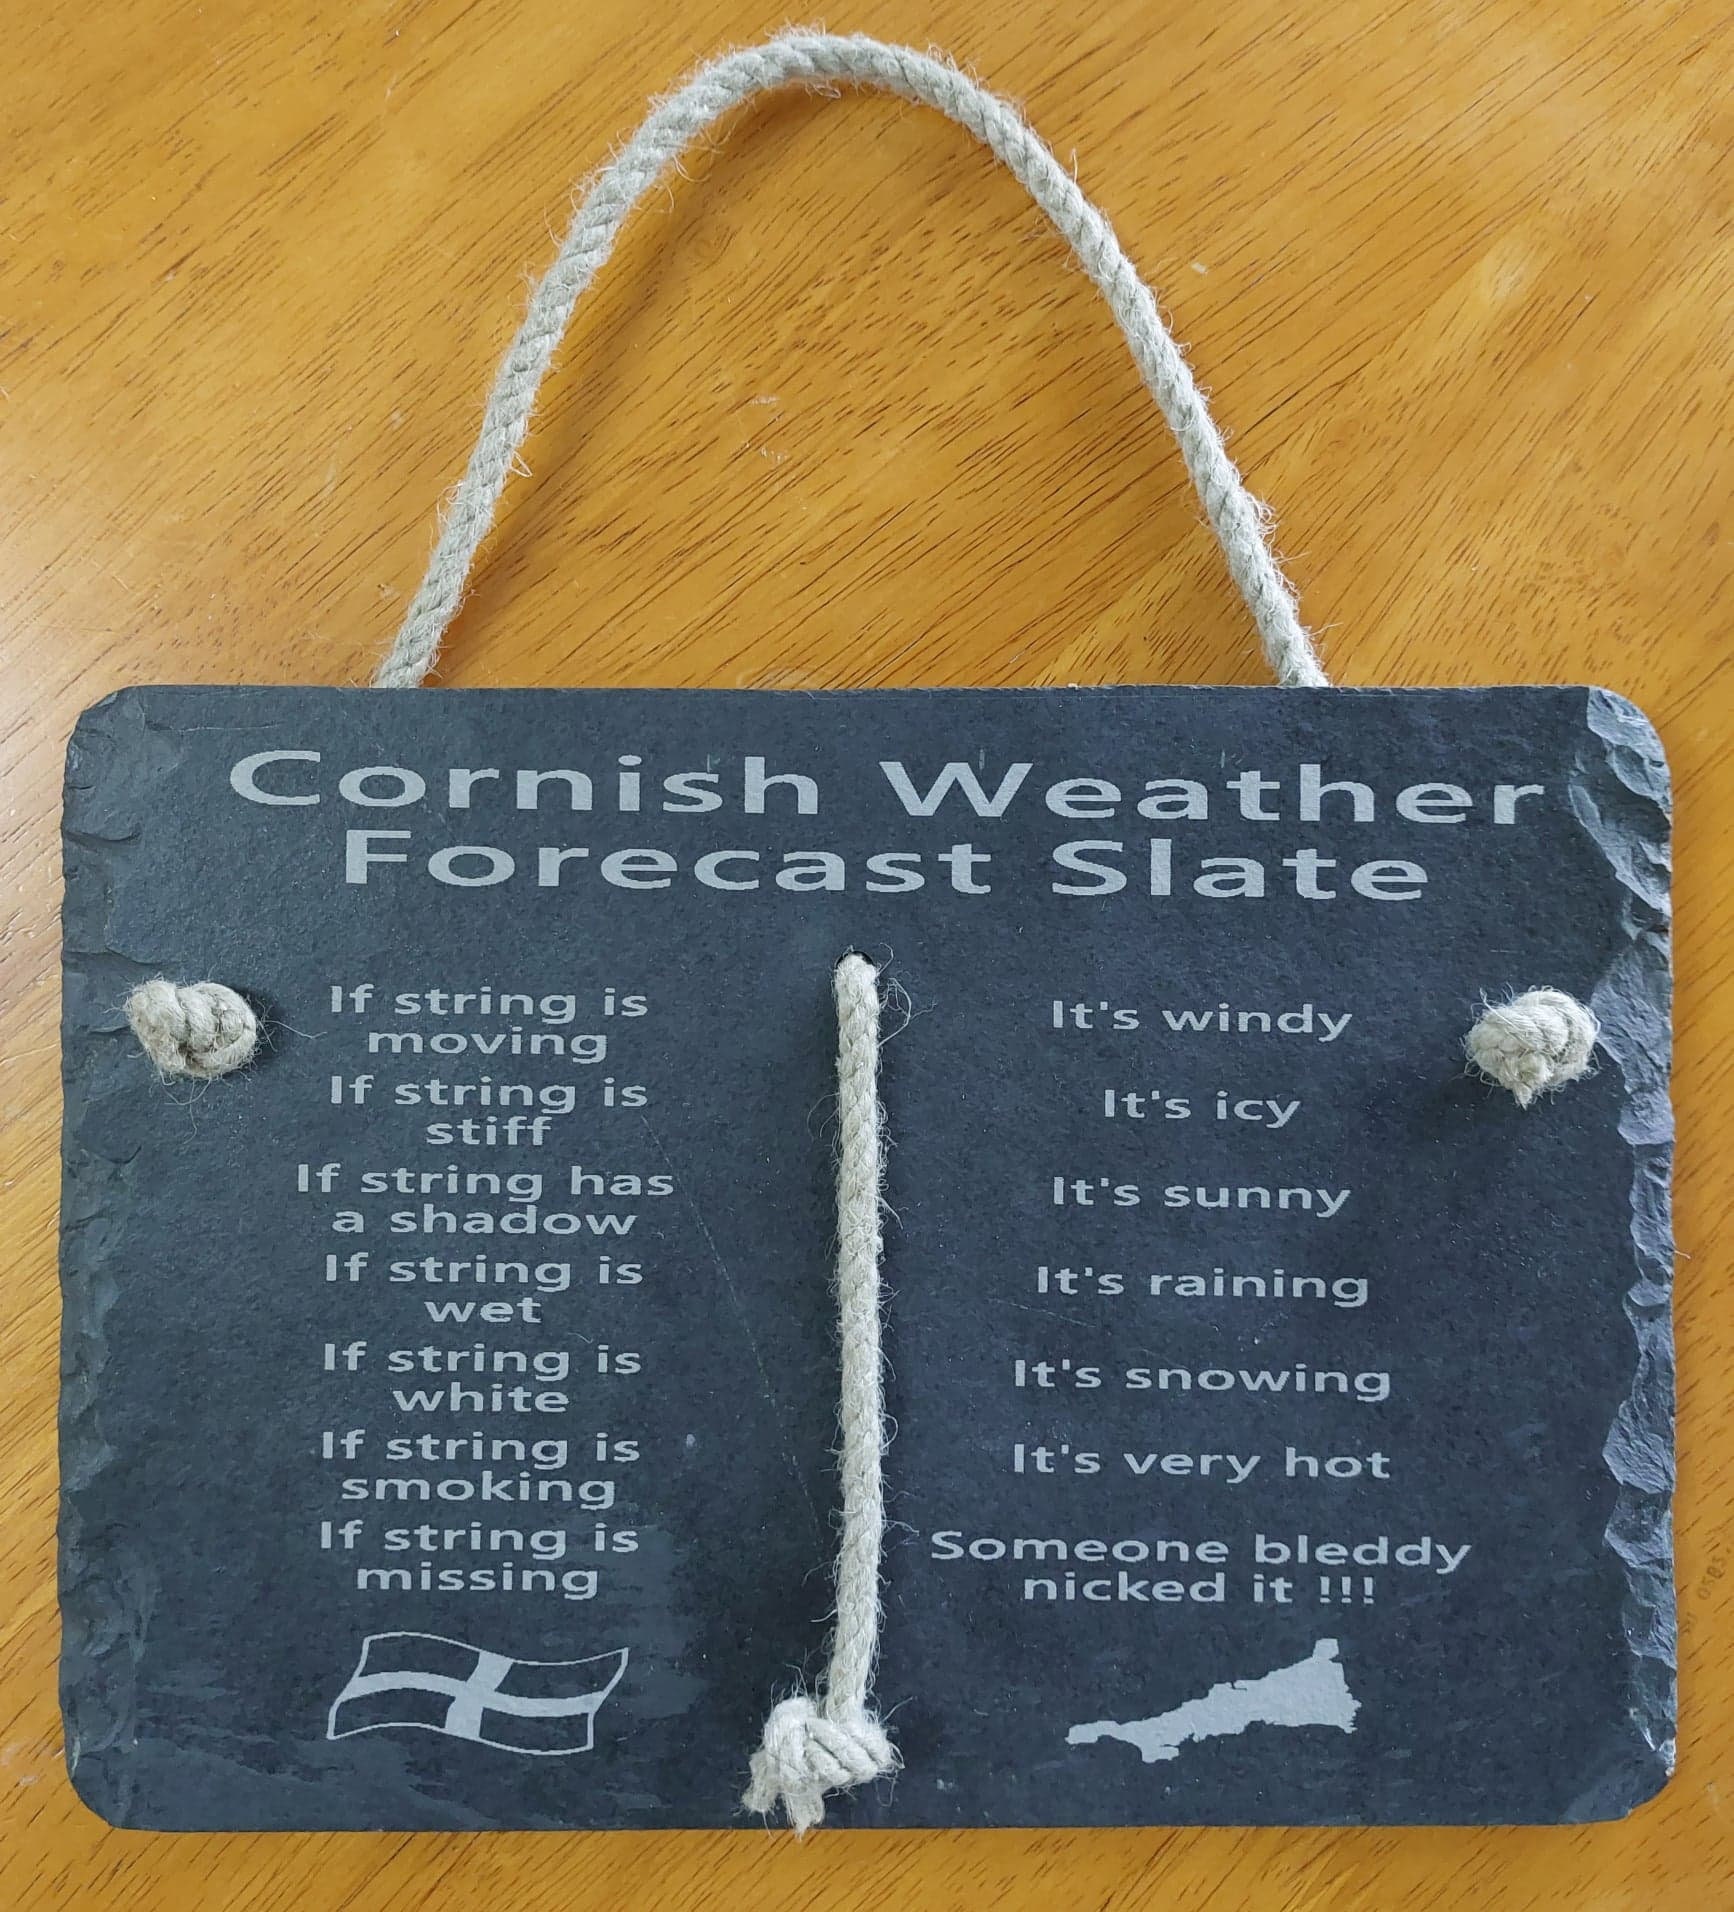 Cornish Weather
Forecast Slate
If string is
moving
It's windy
If string is
stiff
It's icy
If string has
a shadow
It's sunny
If string is
wet
It's raining
If string is
white
It's snowing
If string is
smoking
It's very hot
If string is
missing
Someone bleddy
nicked it !!!